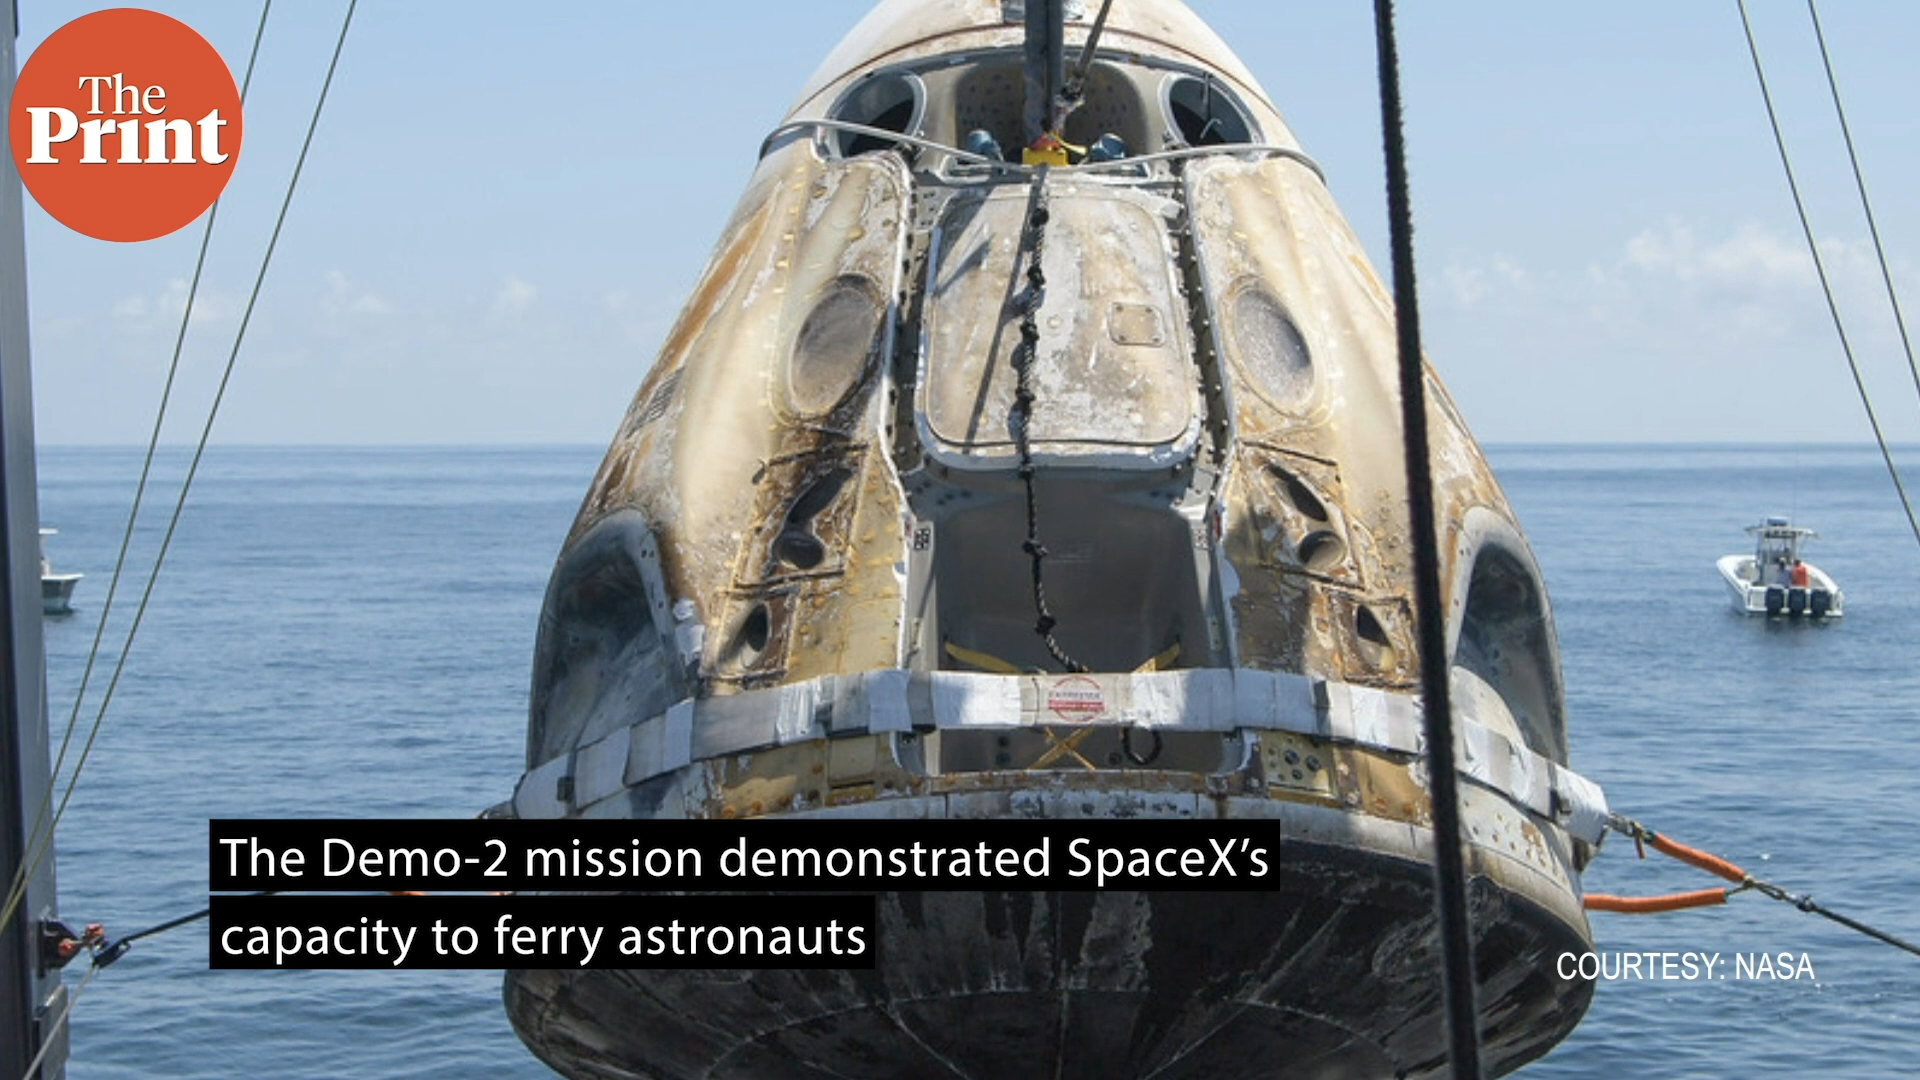 The
Print
The Demo-2 mission demonstrated SpaceX’s
capacity to ferry astronauts
COURTESY: NASA